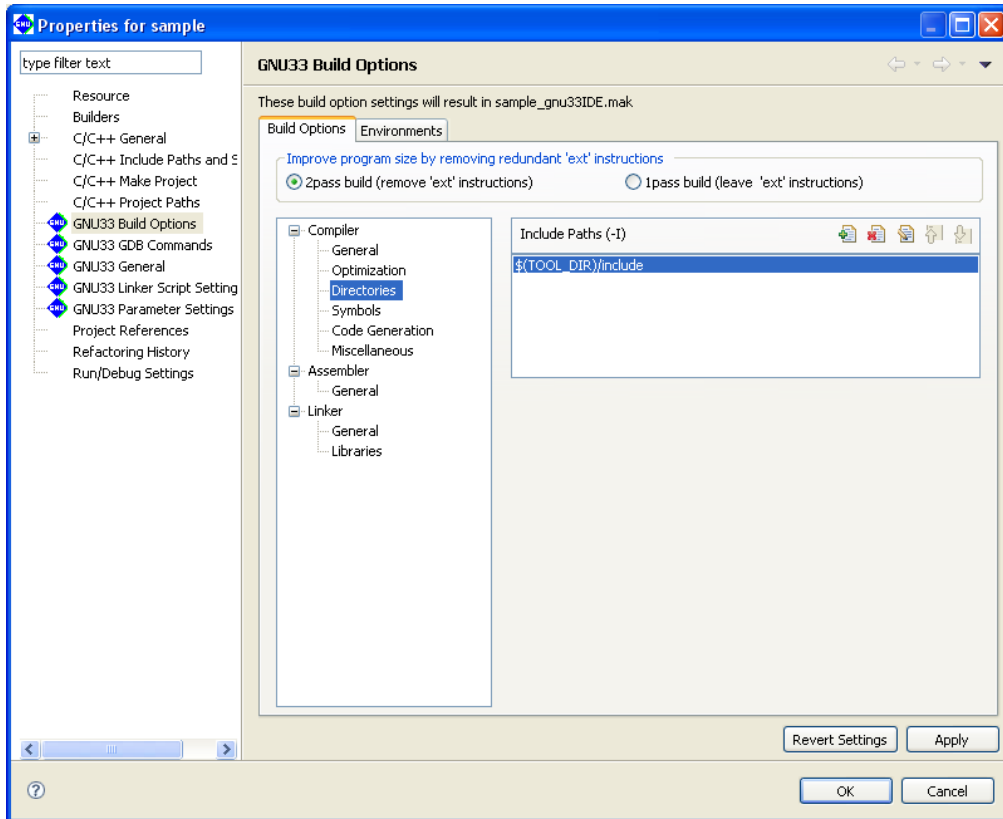 Properties for sample
type filter text
Resource
Builders
C/C++ General
C/C++ Include Paths and S
C/C++ Make Project
C/C++ Project Paths
GNU33 Build Options
GNU33 GDB Commands
GNU33 General
GNU33 Linker Script Setting
GNU33 Parameter Settings
Project References
Refactoring History
Run/Debug Settings
GNU33 Build Options
These build option settings will result in sample_gnu33IDE.mak
Build Options Environments
Improve program size by removing redundant 'ext' instructions
2pass build (remove 'ext' instructions) 1pass build (leave 'ext' instructions)
Compiler
General
Optimization
Directories
Symbols
Code Generation
Miscellaneous
Assembler
General
Linker
General
Libraries
Include Paths (-I)
$(TOOL_DIR)/include
Revert Settings Apply
OK Cancel